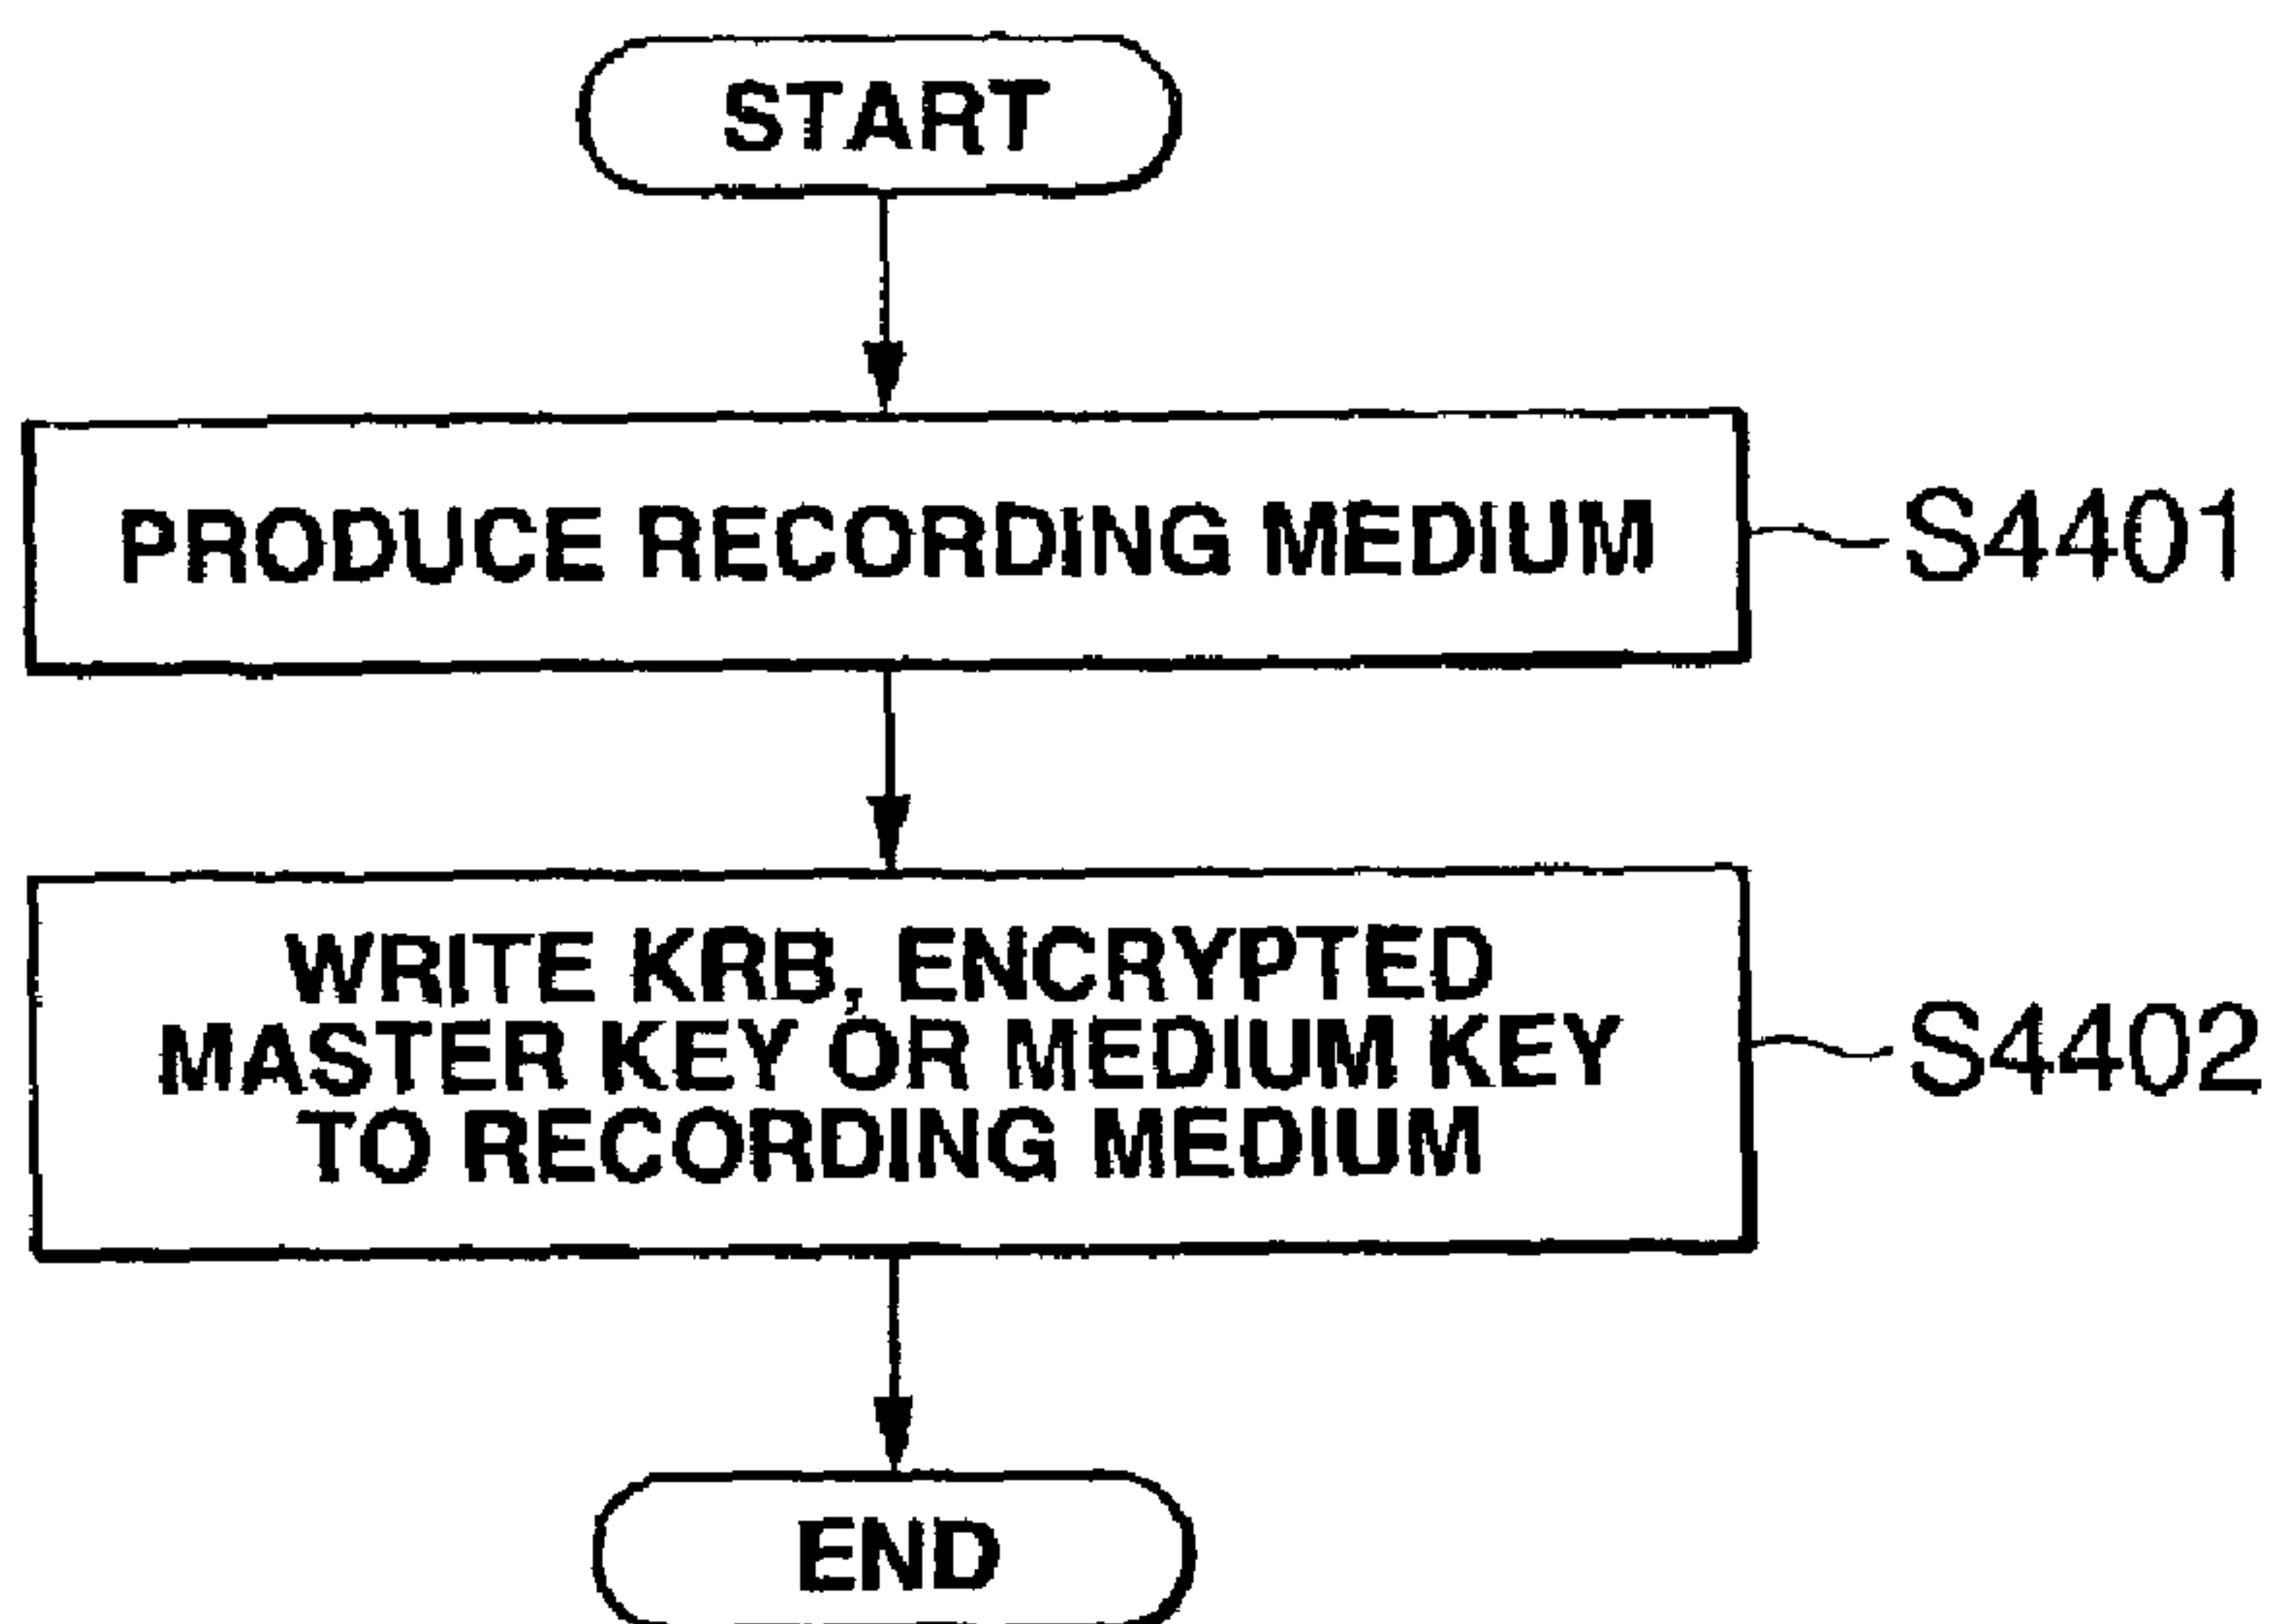 START
PRODUCE RECORDING MEDIUM
S4401
WRITE KRB, ENCRYPTED
MASTER KEY OR MEDIUM KEY
TO RECORDING MEDIUM
S4402
END